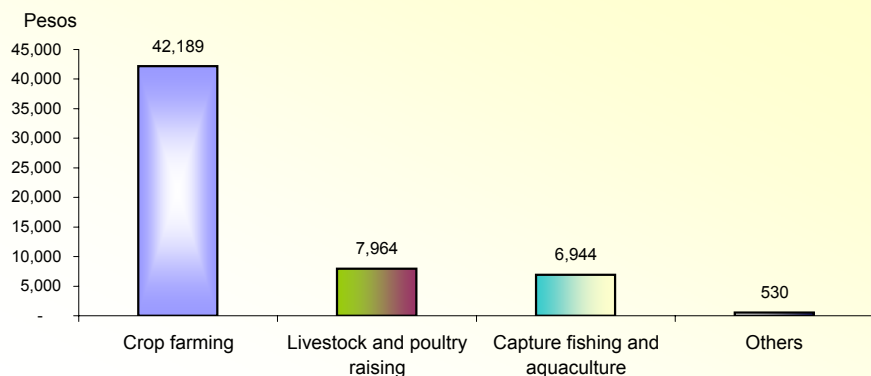 Pesos
45,000
40,000
35,000
30,000
25,000
20,000
15,000
10,000
5,000
-
42,189
7,964
6,944
530
Crop farming
Livestock and poultry
raising
Capture fishing and
aquaculture
Others